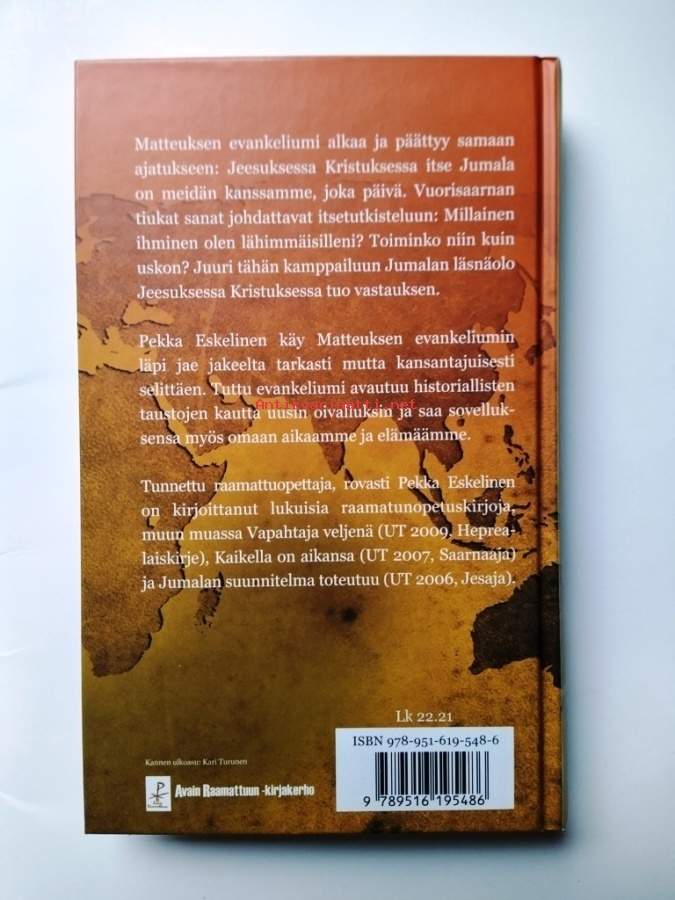 Matteuksen evankeliumi alkaa ja päättyy samaan
ajatukseen: Jeesuksessa Kristuksessa itse Jumala
on meidän kanssamme, joka päivä. Vuorisaarnan
tiukat sanat johdattavat itsetutkisteluun: Millainen
ihminen olen lähimmäisilleni? Toiminko niin kuin
uskon? Juuri tähän kamppailuun Jumalan läsnäolo
Jeesuksessa Kristuksessa tuo vastauksen.
Pekka Eskelinen käy Matteuksen evankeliumin
läpi jae jakeelta tarkasti mutta kansantajuisesti
selittäen. Tuttu evankeliumi avautuu historiallisten
taustojen kautta uusin oivalluksin ja saa sovelluk-
sensa myös omaan aikaamme ja elämäämme.
Tunnettu raamattuopettaja, rovasti Pekka Eskelinen
on kirjoittanut lukuisia raamatunopetuskirjoja,
muun muassa Vapahtaja veljenä (UT 2009, Heprea-
laiskirje), Kaikella on aikansa (UT 2007, Saarnaaja)
ja Jumalan suunnitelma toteutuu (UT 2006, Jesaja).
Lk 22.21
ISBN 978-951-619-548-6
9 789516 195486
Kannen ulkoasu: Kari Turunen
Avain Raamattuun -kirjakerho